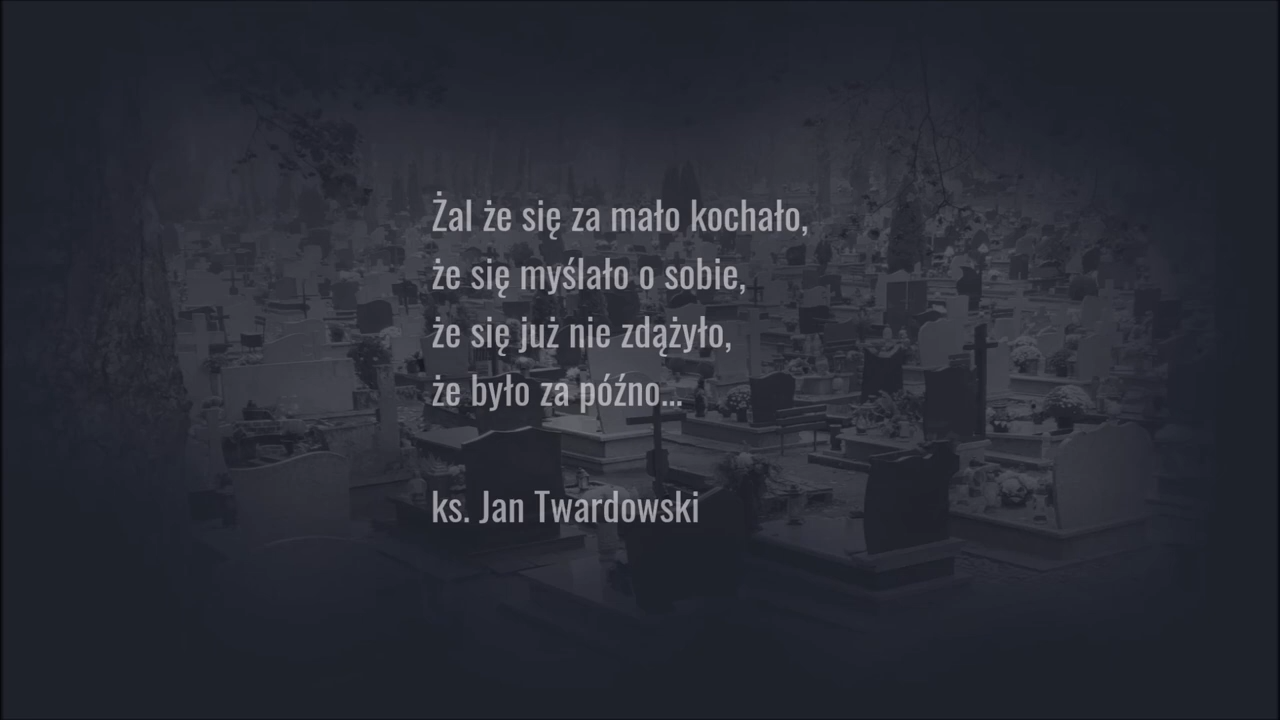 Żal że się za mało kochało,
że się myślało o sobie,
że się już nie zdążyło,
że było za późno...
ks. Jan Twardowski